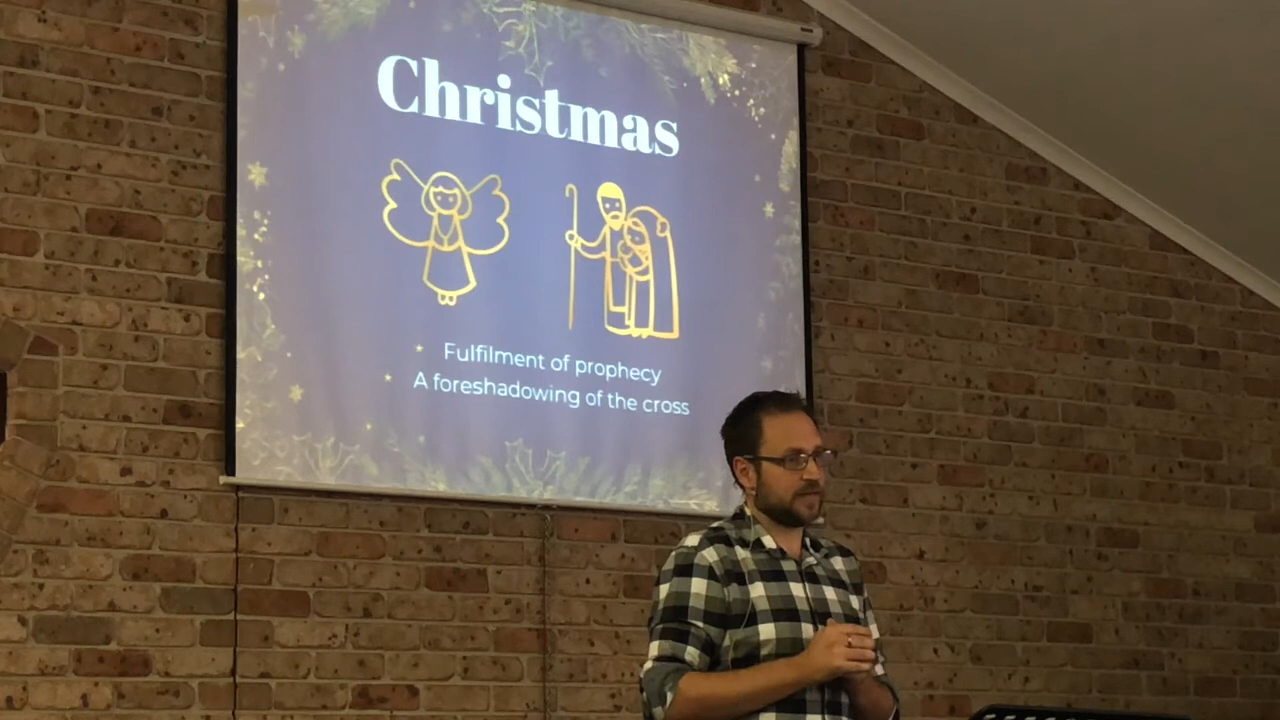 Christmas
Fulfilment of prophecy
A foreshadowing of the cross